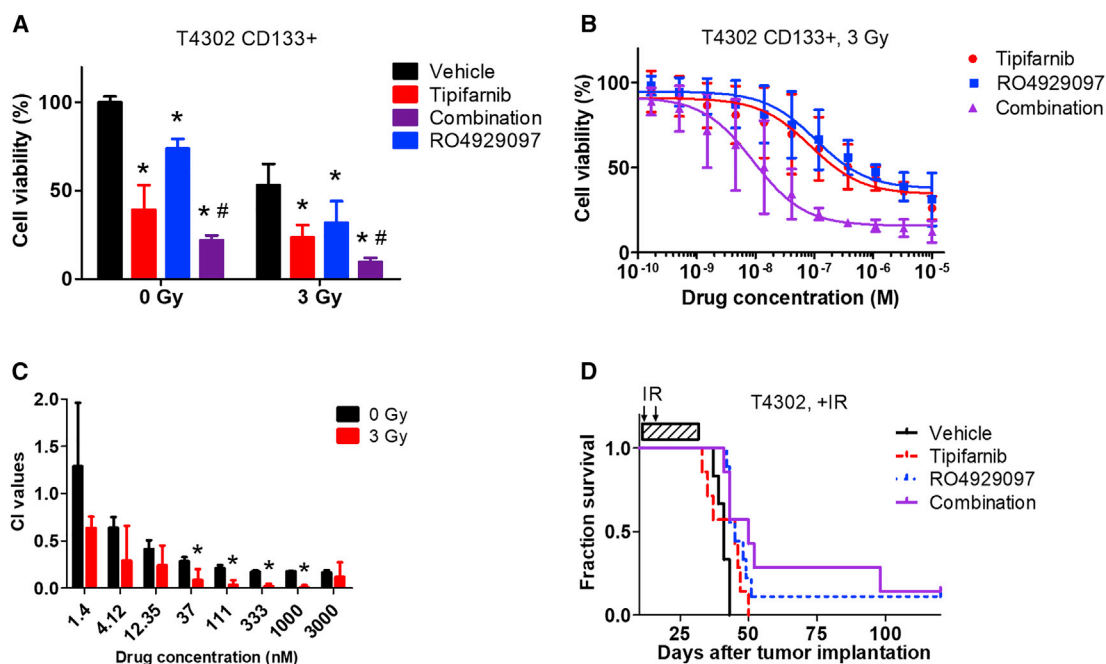 A
T4302 CD133+
Cell viability (%)
100
50
0
*
*
* #
*
*
* #
0 Gy
3 Gy
Vehicle
Tipifarnib
Combination
RO4929097
B
T4302 CD133+, 3 Gy
Cell viability (%)
100
50
0
10-10
10-9
10-8
10-7
10-6
10-5
Drug concentration (M)
Tipifarnib
RO4929097
Combination
C
CI values
2.0
1.5
1.0
0.5
0.0
*
*
*
*
1.4
4.12
12.35
37
111
333
1000
3000
Drug concentration (nM)
0 Gy
3 Gy
D
IR
T4302, +IR
Fraction survival
1.0
0.5
0.0
25
50
75
100
Days after tumor implantation
Vehicle
Tipifarnib
RO4929097
Combination